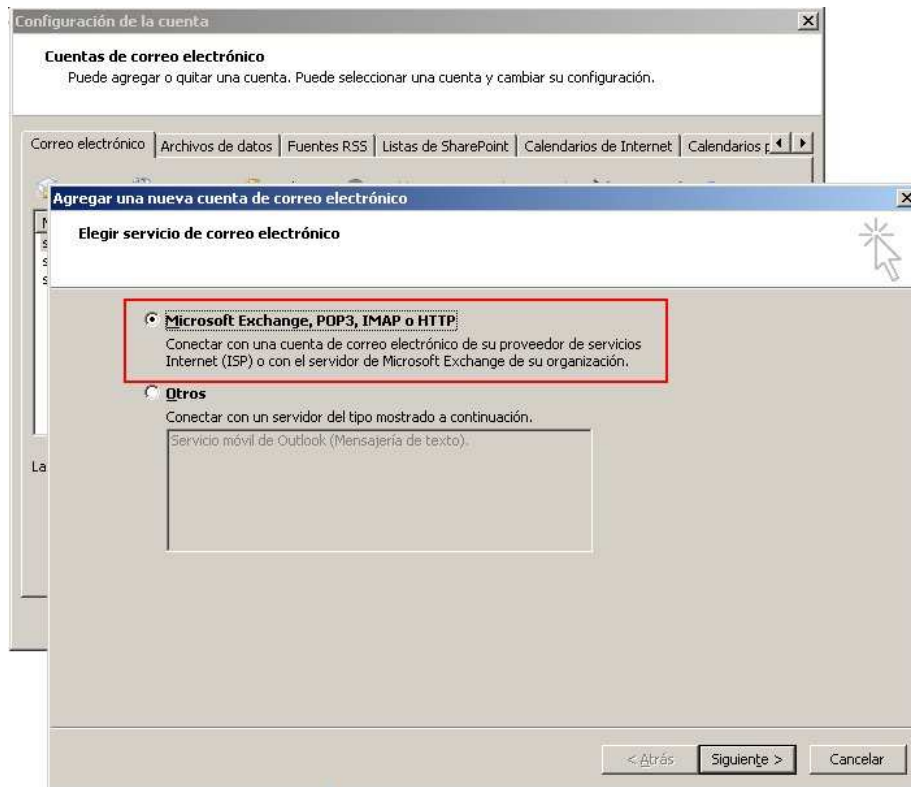 Configuración de la cuenta
Cuentas de correo electrónico
Puede agregar o quitar una cuenta. Puede seleccionar una cuenta y cambiar su configuración.
Correo electrónico Archivos de datos Fuentes RSS Listas de SharePoint Calendarios de Internet Calendarios
Agregar una nueva cuenta de correo electrónico
Elegir servicio de correo electrónico
Microsoft Exchange, POP3, IMAP o HTTP
Conectar con una cuenta de correo electrónico de su proveedor de servicios
Internet (ISP) o con el servidor de Microsoft Exchange de su organización.
Otros
Conectar con un servidor del tipo mostrado a continuación.
Servicio móvil de Outlook (Mensajería de texto).
La
< Atrás Siguiente > Cancelar